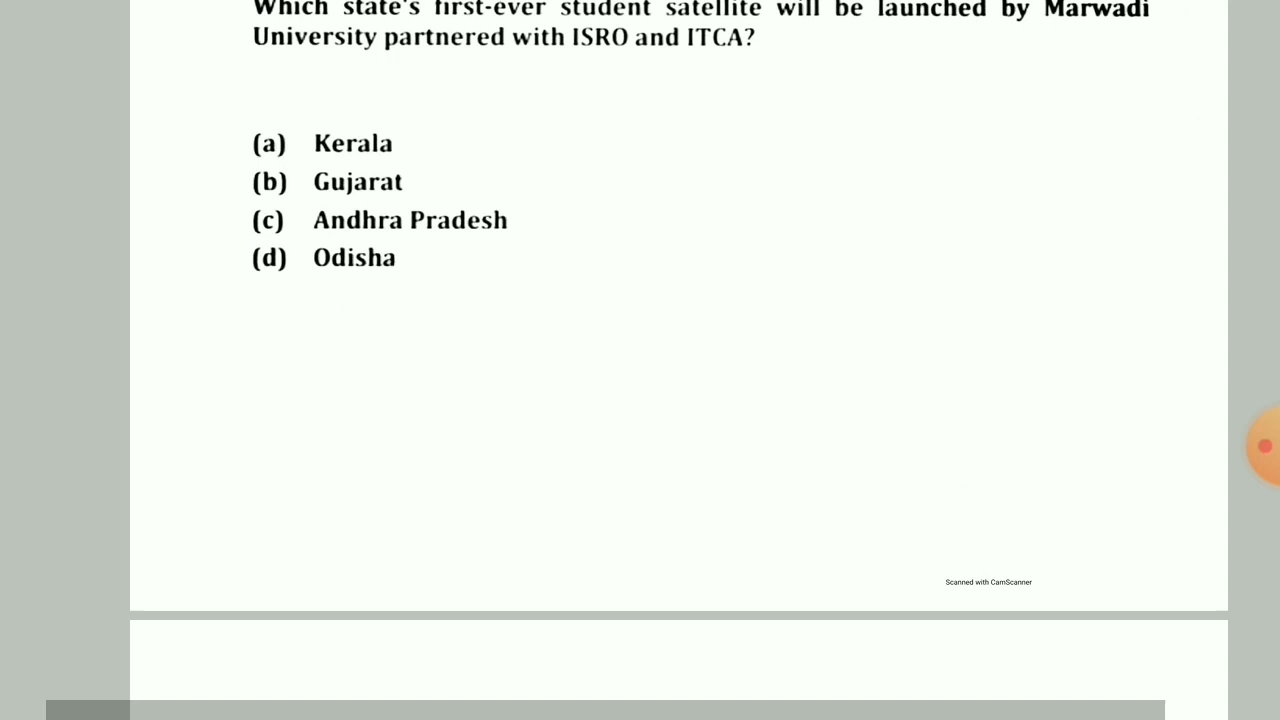 Which state's first-ever student satellite will be launched by Marwadi
University partnered with ISRO and ITCA?
(a) Kerala
(b) Gujarat
(c) Andhra Pradesh
(d) Odisha
Scanned with CamScanner